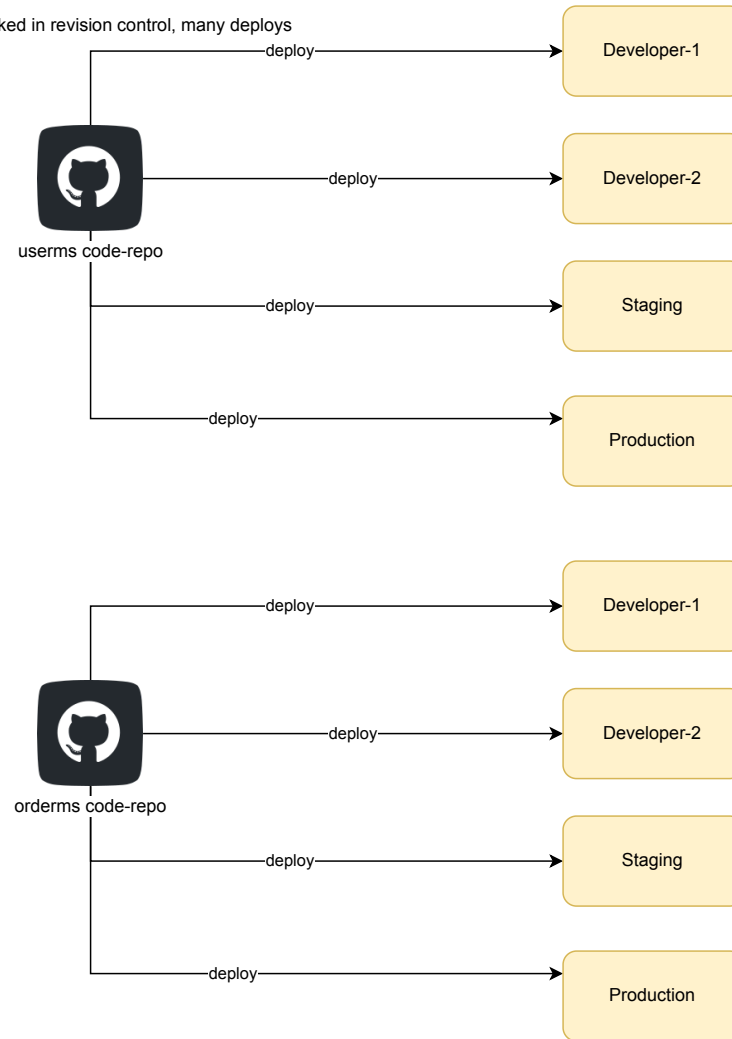 ked in revision control, many deploys
deploy
Developer-1
deploy
Developer-2
userms code-repo
deploy
Staging
deploy
Production
deploy
Developer-1
deploy
Developer-2
orderms code-repo
deploy
Staging
deploy
Production